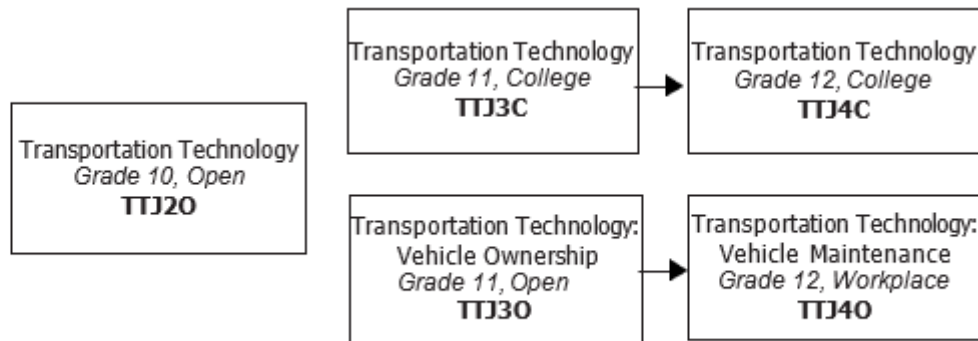 Transportation Technology
Grade 10, Open
TTJ2O
Transportation Technology
Grade 11, College
TTJ3C
Transportation Technology
Grade 12, College
TTJ4C
Transportation Technology:
Vehicle Ownership
Grade 11, Open
TTJ3O
Transportation Technology:
Vehicle Maintenance
Grade 12, Workplace
TTJ4O